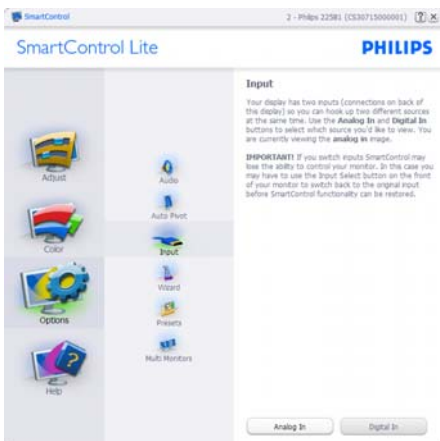 SmartControl
2 - Philips 225B1 (CS30715000001)
SmartControl Lite
PHILIPS
Adjust
Color
Options
Help
Audio
Auto Pivot
Input
Wizard
Presets
Multi Monitors
Input
Your display has two inputs (connections on back of
this display) so you can hook up two different sources
at the same time. Use the Analog In and Digital In
buttons to select which source you'd like to view. You
are currently viewing the analog in image.
IMPORTANT! If you switch inputs SmartControl may
lose the ability to control your monitor. In this case you
may have to use the Input Select button on the front
of your monitor to switch back to the original input
before SmartControl functionality can be restored.
Analog In
Digital In